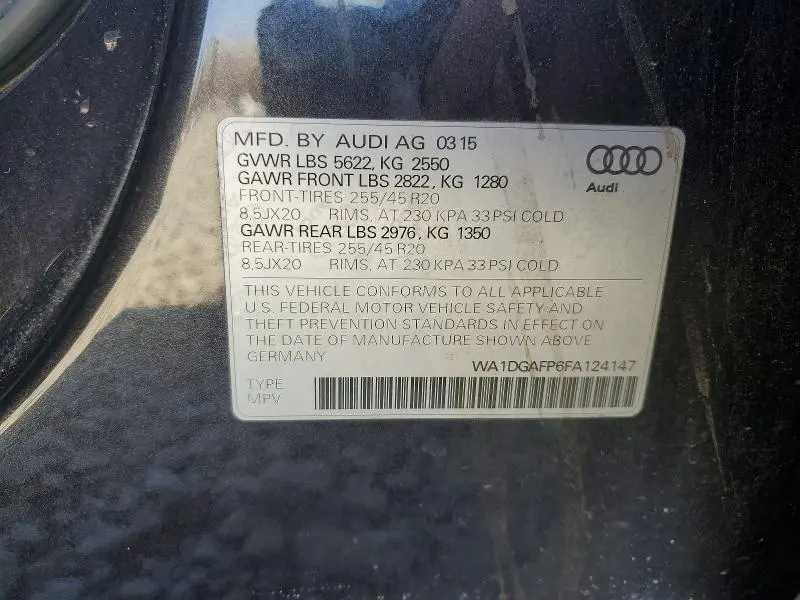 MFD. BY AUDI AG 03 15
GVWR LBS 5622, KG 2550
GAWR FRONT LBS 2822, KG 1280
FRONT-TIRES 255/45 R20
8,5JX20 RIMS, AT 230 KPA 33 PSI COLD
GAWR REAR LBS 2976, KG 1350
REAR-TIRES 255/45 R20
8,5JX20 RIMS, AT 230 KPA 33 PSI COLD
Audi
THIS VEHICLE CONFORMS TO ALL APPLICABLE
U.S. FEDERAL MOTOR VEHICLE SAFETY AND
THEFT PREVENTION STANDARDS IN EFFECT ON
THE DATE OF MANUFACTURE SHOWN ABOVE
GERMANY
WA1DGAFP6FA124147
TYPE
MPV